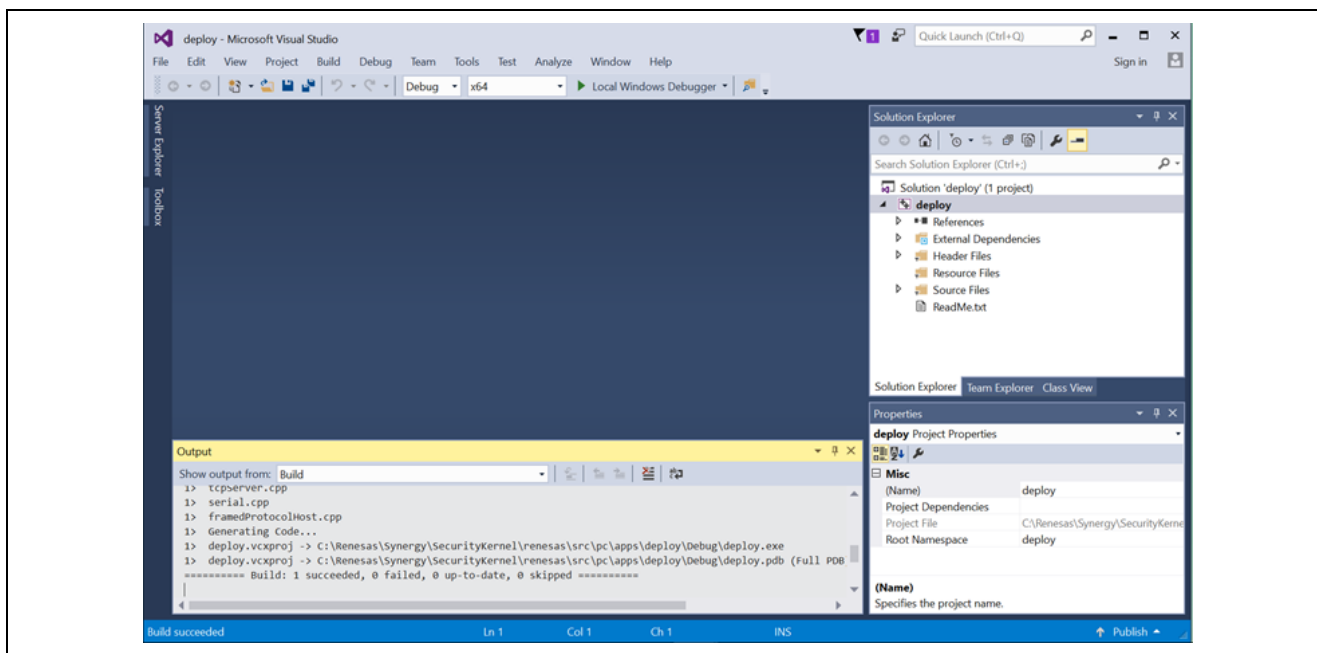 deploy - Microsoft Visual Studio
1
Quick Launch (Ctrl+Q)
File Edit View Project Build Debug Team Tools Test Analyze Window Help
Sign in
Debug x64 Local Windows Debugger
Server Explorer
Toolbox
Solution Explorer
Search Solution Explorer (Ctrl+;)
Solution 'deploy' (1 project)
deploy
References
External Dependencies
Header Files
Resource Files
Source Files
ReadMe.txt
Solution Explorer Team Explorer Class View
Properties
deploy Project Properties
Misc
(Name) deploy
Project Dependencies
Project File C:\Renesas\Synergy\SecurityKerne
Root Namespace deploy
(Name)
Specifies the project name.
Output
Show output from: Build
1> tcpServer.cpp
1> serial.cpp
1> framedProtocolHost.cpp
1> Generating Code...
1> deploy.vcxproj -> C:\Renesas\Synergy\SecurityKernel\renesas\src\pc\apps\deploy\Debug\deploy.exe
1> deploy.vcxproj -> C:\Renesas\Synergy\SecurityKernel\renesas\src\pc\apps\deploy\Debug\deploy.pdb (Full PDB
========== Build: 1 succeeded, 0 failed, 0 up-to-date, 0 skipped ==========
Build succeeded Ln 1 Col 1 Ch 1 INS Publish